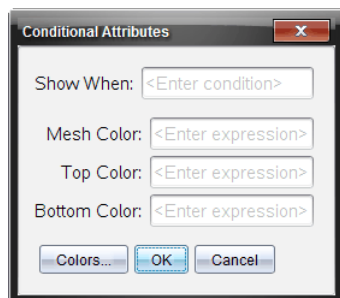 Conditional Attributes
Show When: <Enter condition>
Mesh Color: <Enter expression>
Top Color: <Enter expression>
Bottom Color: <Enter expression>
Colors... OK Cancel